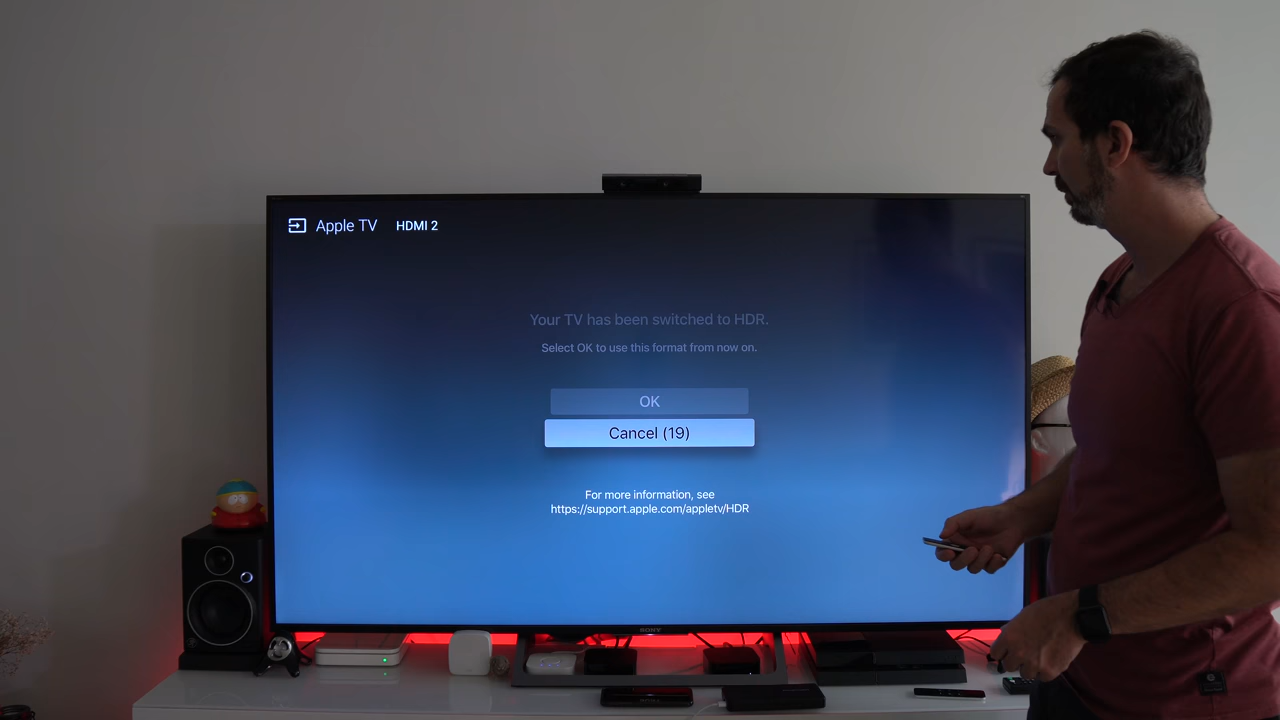 Apple TV HDMI 2
Your TV has been switched to HDR.
Select OK to use this format from now on.
OK
Cancel (19)
For more information, see
https://support.apple.com/appletv/HDR
SONY